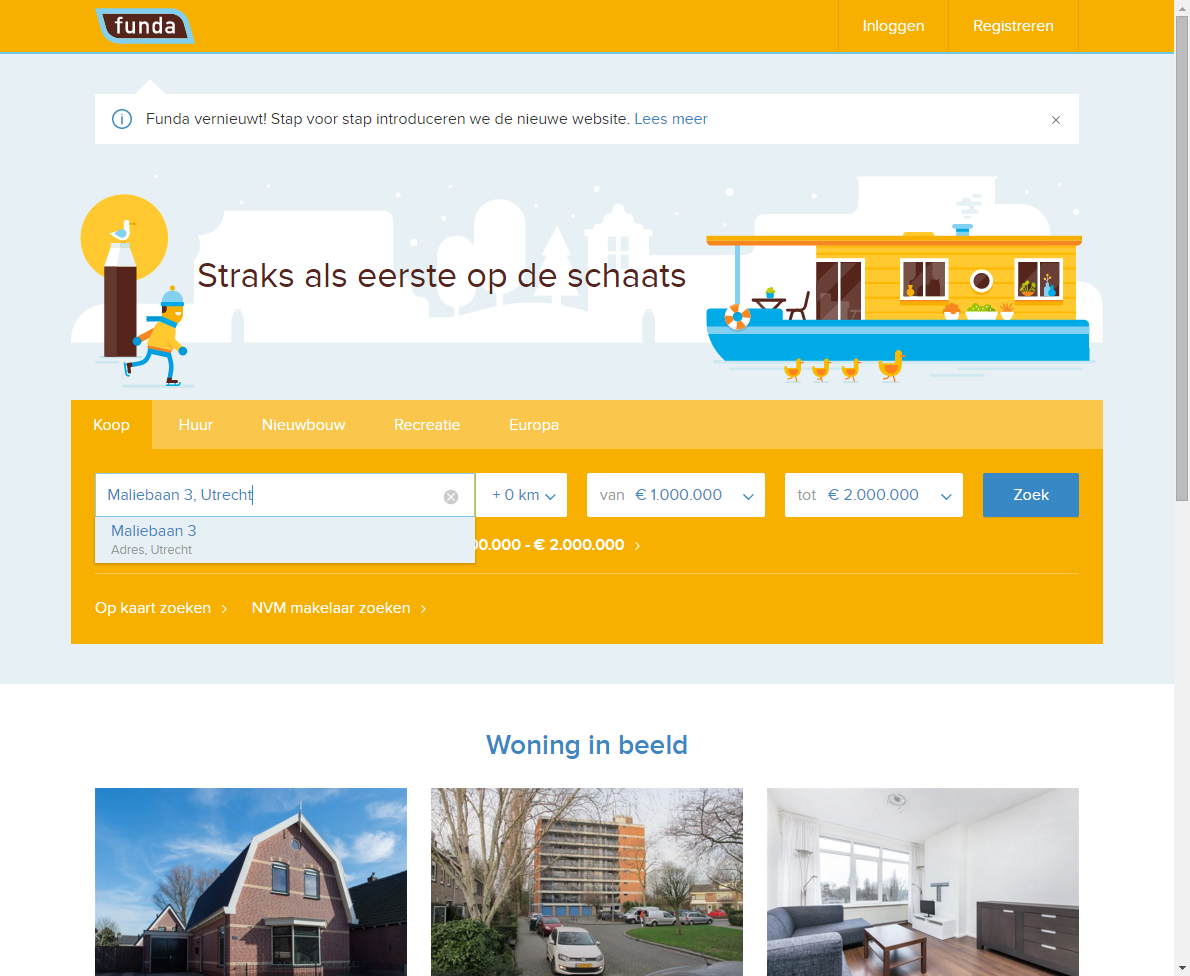 funda
Inloggen
Registreren
Funda vernieuwt! Stap voor stap introduceren we de nieuwe website. Lees meer
Straks als eerste op de schaats
Koop
Huur
Nieuwbouw
Recreatie
Europa
Maliebaan 3, Utrecht
+ 0 km
van € 1.000.000
tot € 2.000.000
Zoek
Maliebaan 3
Adres, Utrecht
00.000 - € 2.000.000
Op kaart zoeken
NVM makelaar zoeken
Woning in beeld